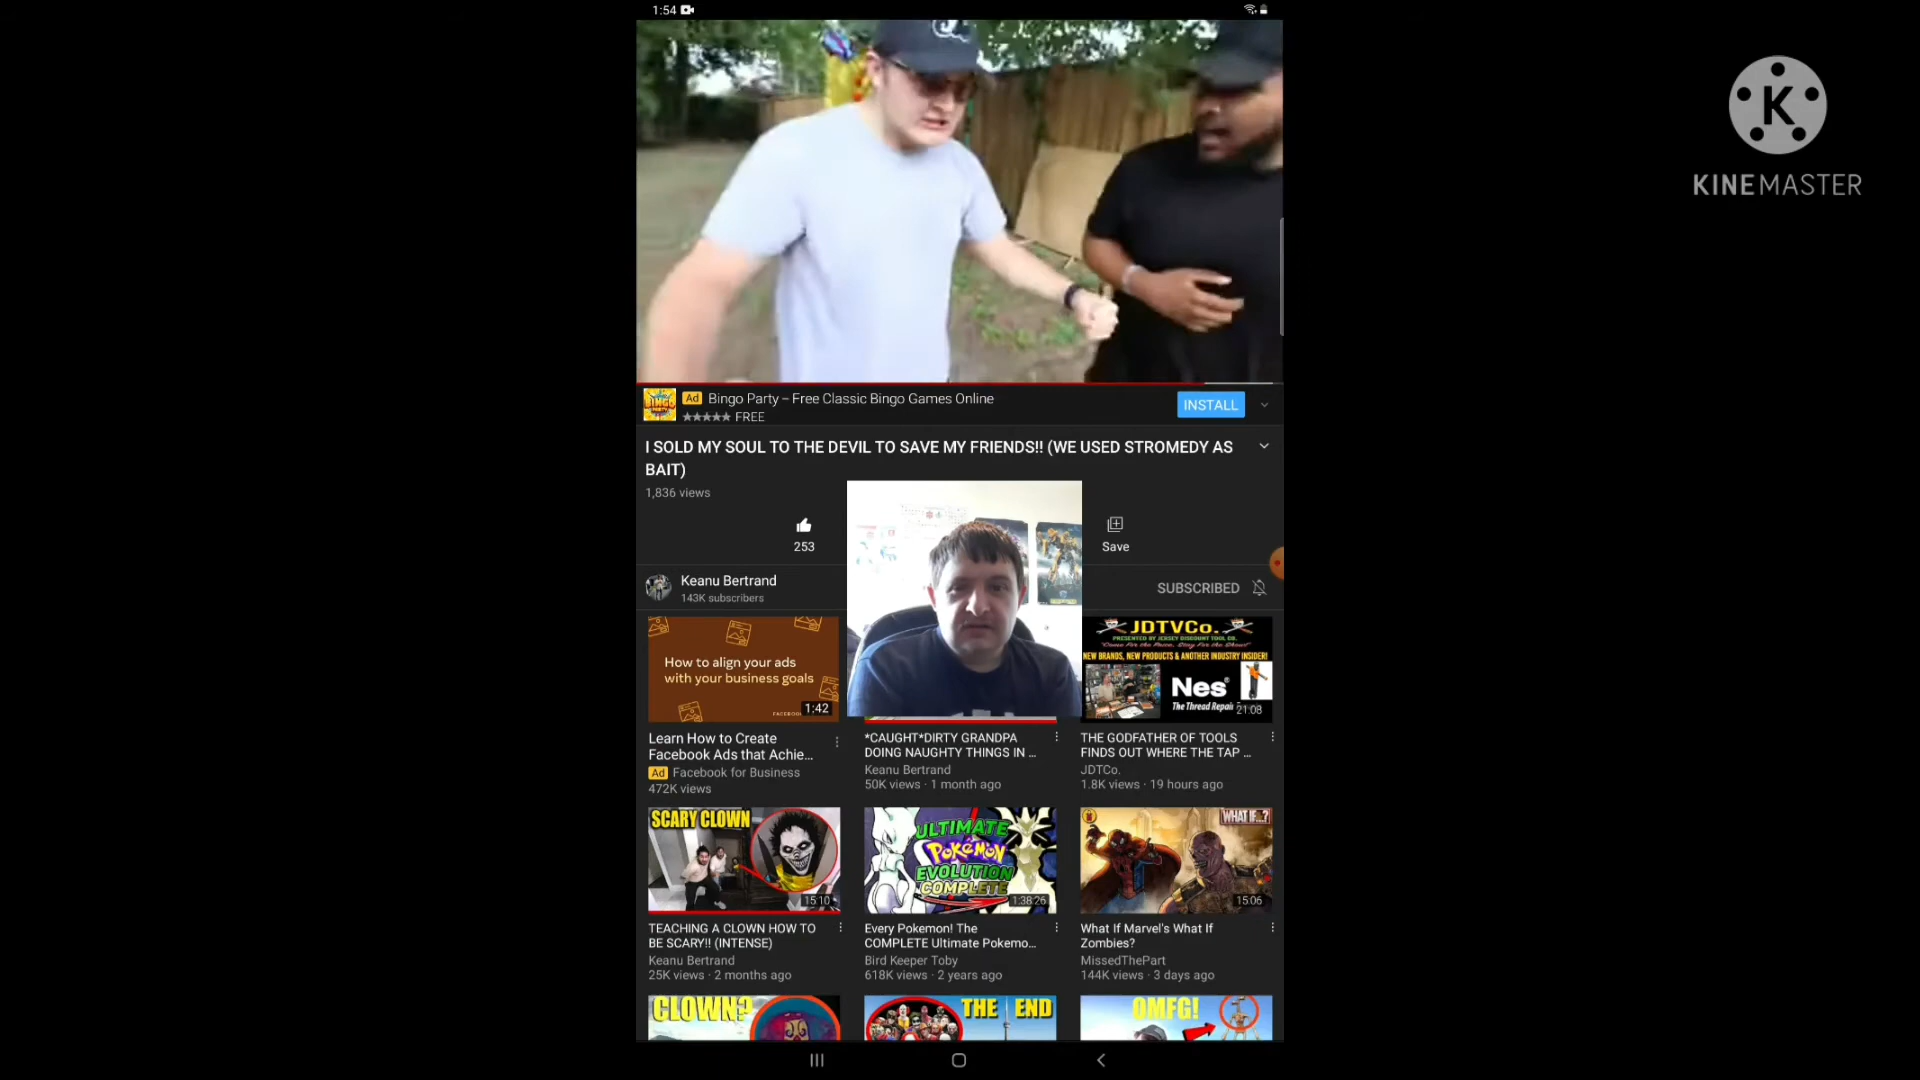 1:54
KINEMASTER
Ad Bingo Party – Free Classic Bingo Games Online
FREE
INSTALL
I SOLD MY SOUL TO THE DEVIL TO SAVE MY FRIENDS!! (WE USED STROMEDY AS
BAIT)
1,836 views
253
Save
Keanu Bertrand
143K subscribers
SUBSCRIBED
How to align your ads
with your business goals
1:42
JDTVCo.
PRESENTED BY JERSEY DISCOUNT TOOL CO.
NEW BRANDS, NEW PRODUCTS & ANOTHER INDUSTRY INSIDER!
Nes
The Thread Repair
21:08
Learn How to Create
Facebook Ads that Achie...
Ad Facebook for Business
472K views
*CAUGHT*DIRTY GRANDPA
DOING NAUGHTY THINGS IN ...
Keanu Bertrand
50K views · 1 month ago
THE GODFATHER OF TOOLS
FINDS OUT WHERE THE TAP ...
JDTCo.
1.8K views · 19 hours ago
SCARY CLOWN
15:10
ULTIMATE
POKéMON
EVOLUTION
COMPLETE
1:38:26
WHAT IF...?
15:06
TEACHING A CLOWN HOW TO
BE SCARY!! (INTENSE)
Keanu Bertrand
25K views · 2 months ago
Every Pokemon! The
COMPLETE Ultimate Pokemo...
Bird Keeper Toby
618K views · 2 years ago
What If Marvel's What If
Zombies?
MissedThePart
144K views · 3 days ago
CLOWN?
THE END
OMFG!